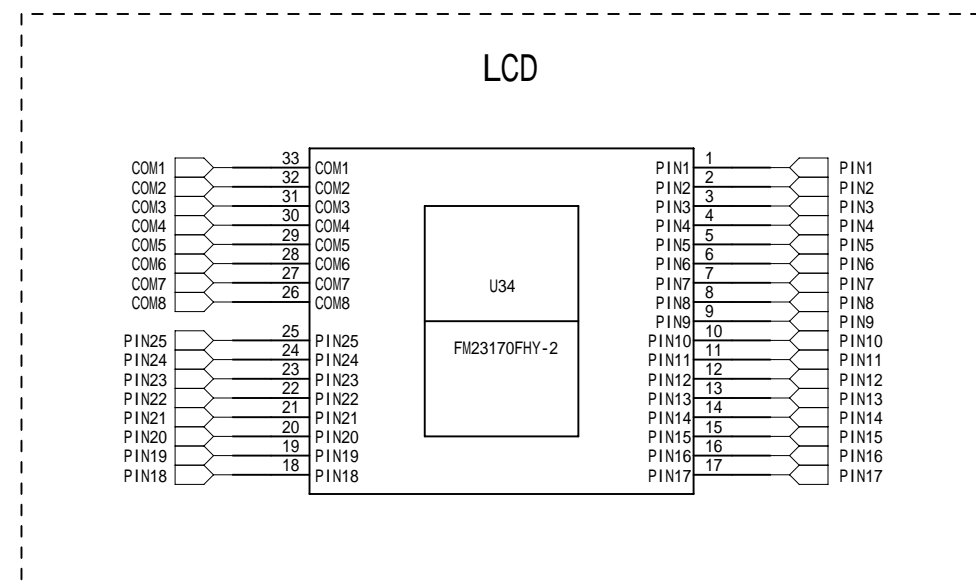 LCD
COM1 33 COM1 PIN1 1 PIN1
COM2 32 COM2 PIN2 2 PIN2
COM3 31 COM3 PIN3 3 PIN3
COM4 30 COM4 PIN4 4 PIN4
COM5 29 COM5 PIN5 5 PIN5
COM6 28 COM6 PIN6 6 PIN6
COM7 27 COM7 U34 PIN7 7 PIN7
COM8 26 COM8 PIN8 8 PIN8
PIN9 9 PIN9
PIN25 25 PIN25 FM23170FHY-2 PIN10 10 PIN10
PIN24 24 PIN24 PIN11 11 PIN11
PIN23 23 PIN23 PIN12 12 PIN12
PIN22 22 PIN22 PIN13 13 PIN13
PIN21 21 PIN21 PIN14 14 PIN14
PIN20 20 PIN20 PIN15 15 PIN15
PIN19 19 PIN19 PIN16 16 PIN16
PIN18 18 PIN18 PIN17 17 PIN17